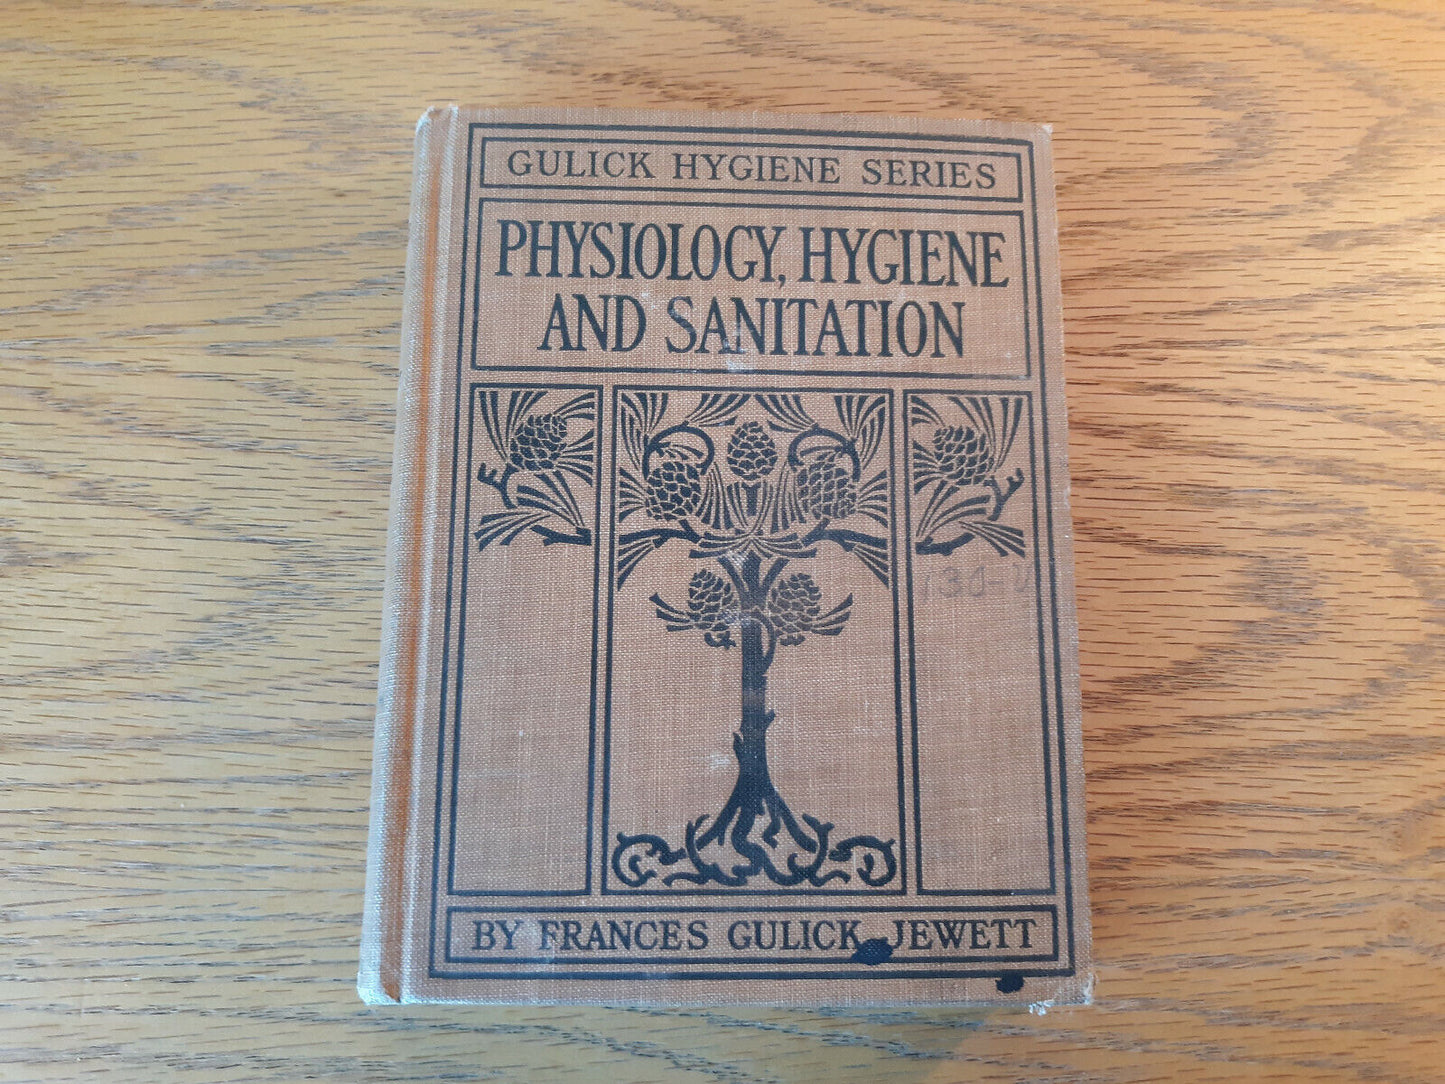 GULICK HYGIENE SERIES
PHYSIOLOGY, HYGIENE
AND SANITATION
BY FRANCES GULICK JEWETT